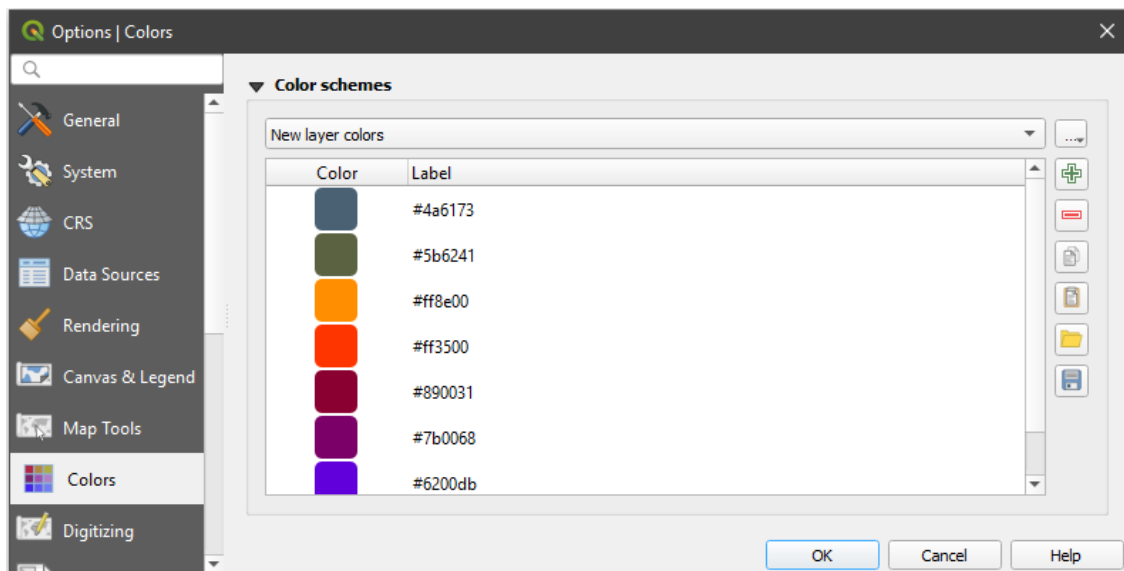 Options | Colors
General
System
CRS
Data Sources
Rendering
Canvas & Legend
Map Tools
Colors
Digitizing
Color schemes
New layer colors
...
Color Label
#4a6173
#5b6241
#ff8e00
#ff3500
#890031
#7b0068
#6200db
OK Cancel Help